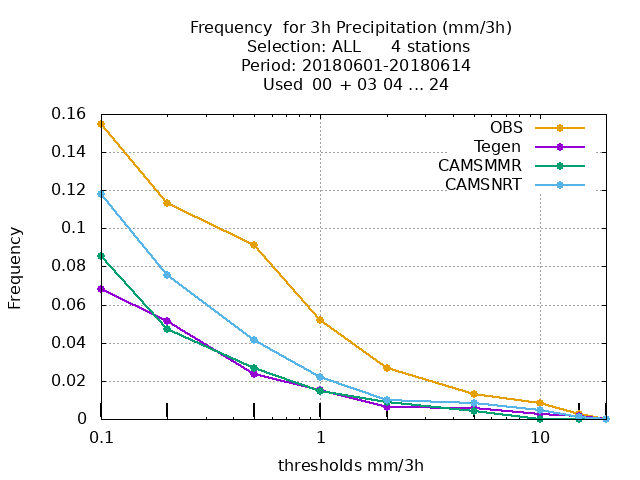 Frequency  for 3h Precipitation (mm/3h)
Selection: ALL      4 stations
Period: 20180601-20180614
Used  00  + 03 04 ... 24
OBS
Tegen
CAMSMMR
CAMSNRT
0.16
0.14
0.12
0.1
0.08
0.06
0.04
0.02
0
Frequency
0.1 1 10
thresholds mm/3h